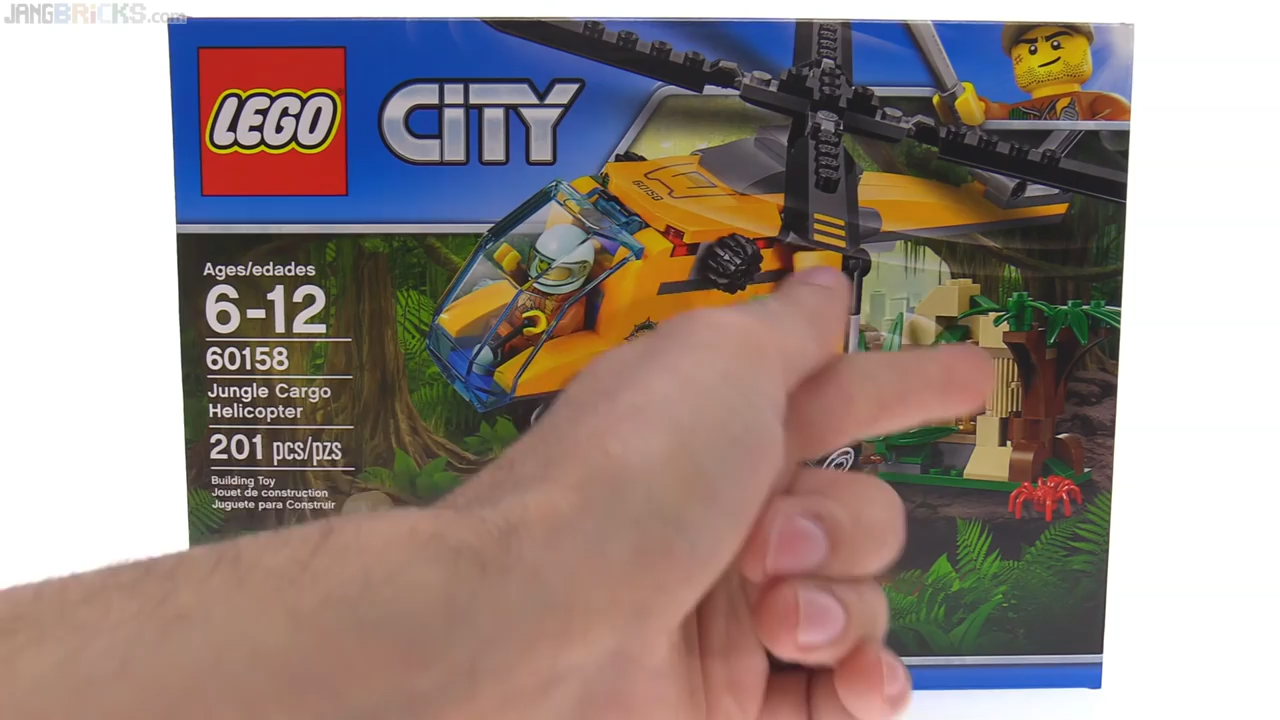 JANGBRiCKS.com
LEGO
CiTY
60158
Ages/edades
6-12
60158
Jungle Cargo
Helicopter
201 pcs/pzs
Building Toy
Jouet de construction
Juguete para Construir